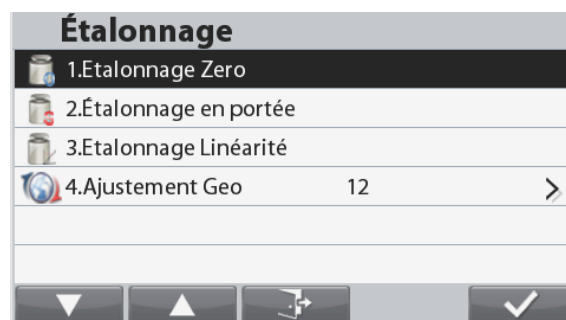 Étalonnage
1.Etalonnage Zero
2.Étalonnage en portée
3.Etalonnage Linéarité
4.Ajustement Geo 12